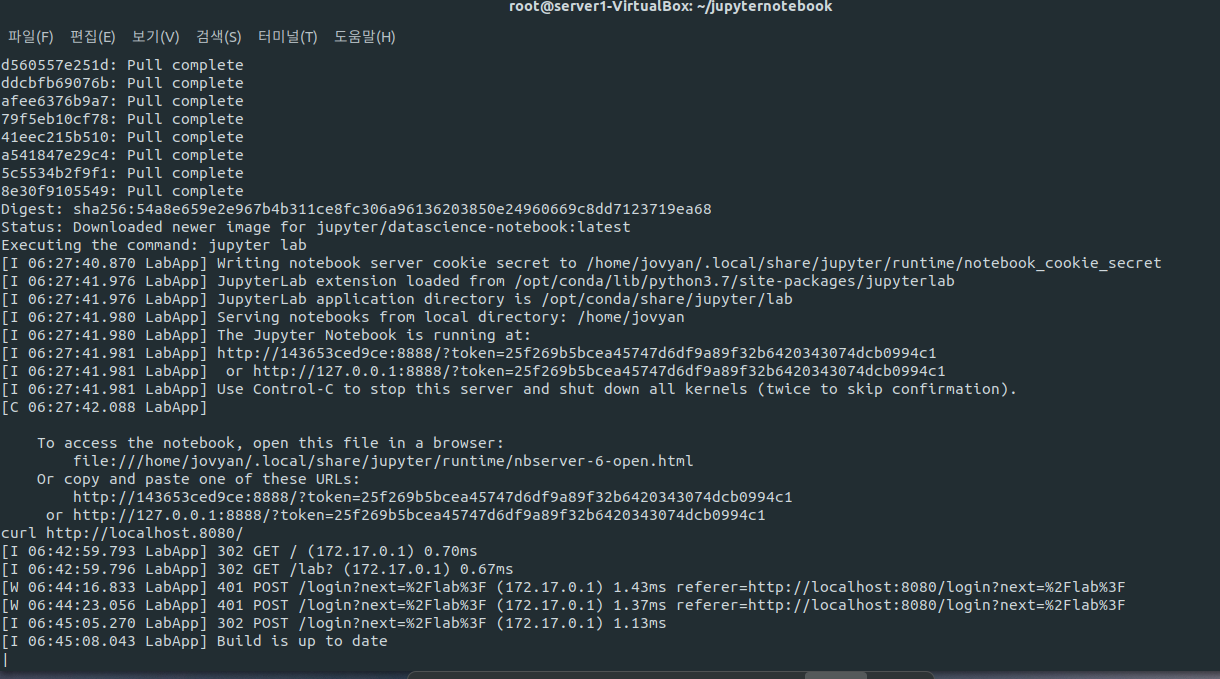 root@server1-VirtualBox: ~/jupyternotebook
파일(F) 편집(E) 보기(V) 검색(S) 터미널(T) 도움말(H)
d560557e251d: Pull complete
ddcbfb69076b: Pull complete
afee6376b9a7: Pull complete
79f5eb10cf78: Pull complete
41eec215b510: Pull complete
a541847e29c4: Pull complete
5c5534b2f9f1: Pull complete
8e30f9105549: Pull complete
Digest: sha256:54a8e659e2e967b4b311ce8fc306a96136203850e24960669c8dd7123719ea68
Status: Downloaded newer image for jupyter/datascience-notebook:latest
Executing the command: jupyter lab
[I 06:27:40.870 LabApp] Writing notebook server cookie secret to /home/jovyan/.local/share/jupyter/runtime/notebook_cookie_secret
[I 06:27:41.976 LabApp] JupyterLab extension loaded from /opt/conda/lib/python3.7/site-packages/jupyterlab
[I 06:27:41.976 LabApp] JupyterLab application directory is /opt/conda/share/jupyter/lab
[I 06:27:41.980 LabApp] Serving notebooks from local directory: /home/jovyan
[I 06:27:41.980 LabApp] The Jupyter Notebook is running at:
[I 06:27:41.981 LabApp] http://143653ced9ce:8888/?token=25f269b5bcea45747d6df9a89f32b6420343074dcb0994c1
[I 06:27:41.981 LabApp]  or http://127.0.0.1:8888/?token=25f269b5bcea45747d6df9a89f32b6420343074dcb0994c1
[I 06:27:41.981 LabApp] Use Control-C to stop this server and shut down all kernels (twice to skip confirmation).
[C 06:27:42.088 LabApp]
To access the notebook, open this file in a browser:
file:///home/jovyan/.local/share/jupyter/runtime/nbserver-6-open.html
Or copy and paste one of these URLs:
http://143653ced9ce:8888/?token=25f269b5bcea45747d6df9a89f32b6420343074dcb0994c1
or http://127.0.0.1:8888/?token=25f269b5bcea45747d6df9a89f32b6420343074dcb0994c1
curl http://localhost.8080/
[I 06:42:59.793 LabApp] 302 GET / (172.17.0.1) 0.70ms
[I 06:42:59.796 LabApp] 302 GET /lab? (172.17.0.1) 0.67ms
[W 06:44:16.833 LabApp] 401 POST /login?next=%2Flab%3F (172.17.0.1) 1.43ms referer=http://localhost:8080/login?next=%2Flab%3F
[W 06:44:23.056 LabApp] 401 POST /login?next=%2Flab%3F (172.17.0.1) 1.37ms referer=http://localhost:8080/login?next=%2Flab%3F
[I 06:45:05.270 LabApp] 302 POST /login?next=%2Flab%3F (172.17.0.1) 1.13ms
[I 06:45:08.043 LabApp] Build is up to date